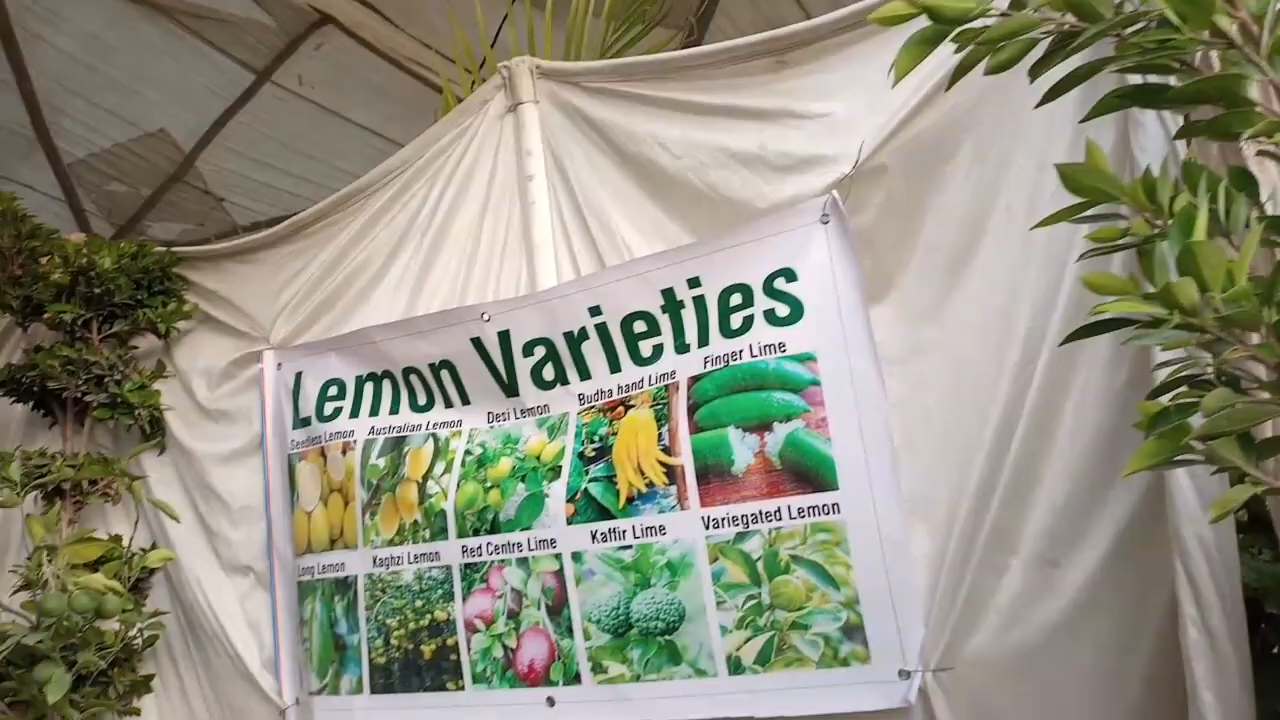 Lemon Varieties
Seedless Lemon
Australian Lemon
Desi Lemon
Budha hand Lime
Finger Lime
Long Lemon
Kaghzi Lemon
Red Centre Lime
Kaffir Lime
Variegated Lemon